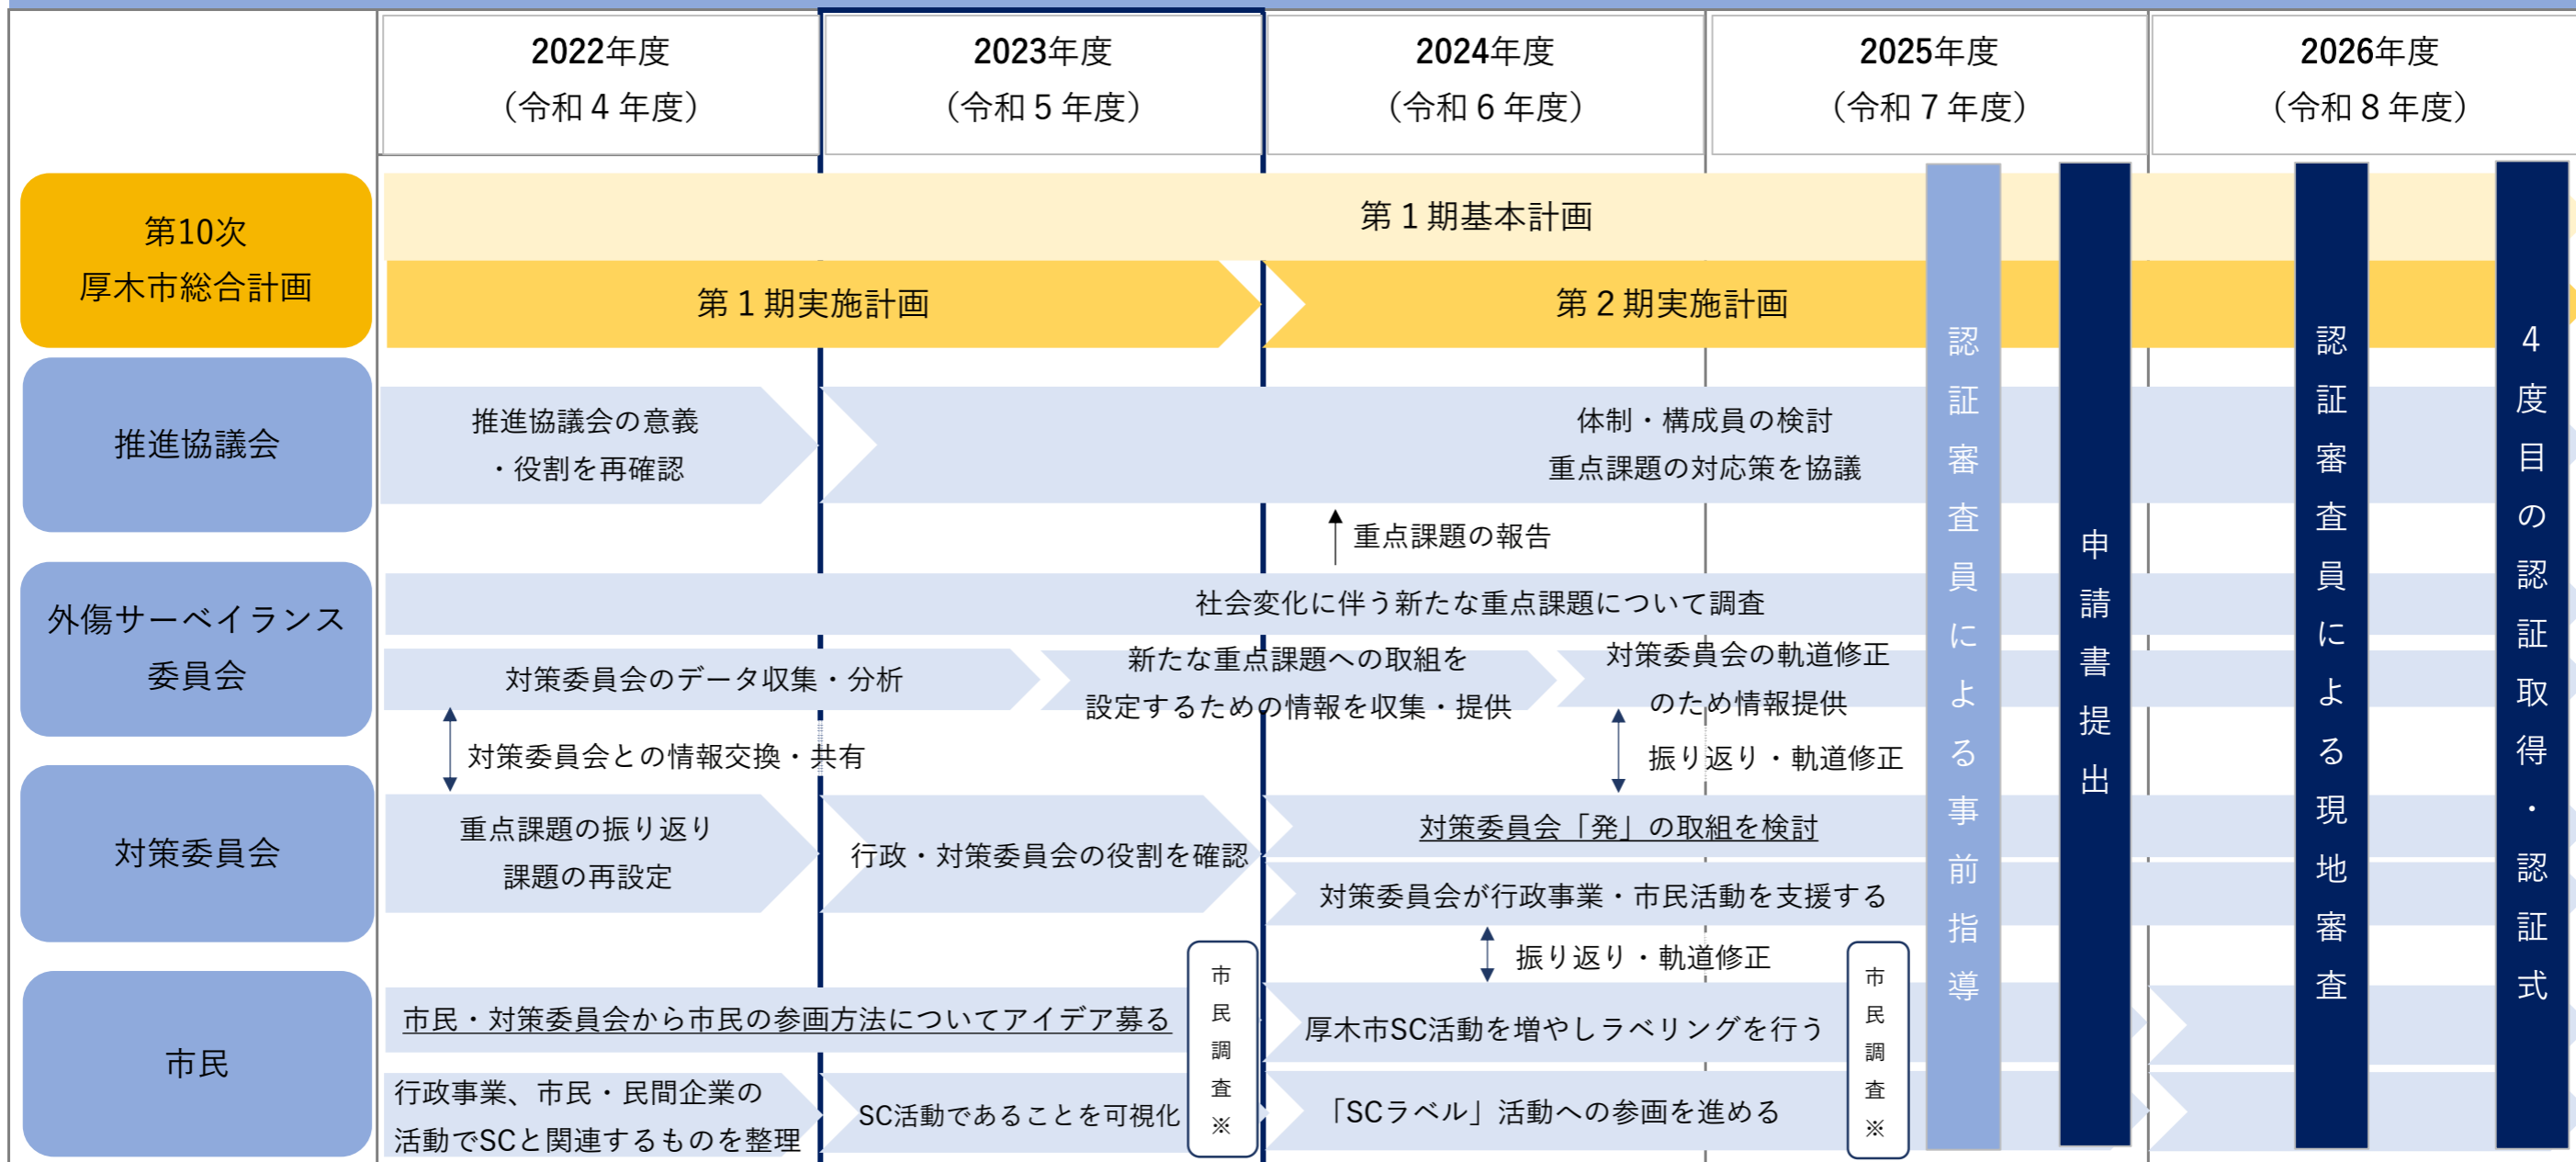 2022年度
（令和４年度）
2023年度
（令和５年度）
2024年度
（令和６年度）
2025年度
（令和７年度）
2026年度
（令和８年度）
第10次
厚木市総合計画
第１期基本計画
第１期実施計画
第２期実施計画
推進協議会
推進協議会の意義
・役割を再確認
体制・構成員の検討
重点課題の対応策を協議
重点課題の報告
外傷サーベイランス
委員会
社会変化に伴う新たな重点課題について調査
対策委員会のデータ収集・分析
新たな重点課題への取組を
設定するための情報を収集・提供
対策委員会の軌道修正
のため情報提供
対策委員会との情報交換・共有
振り返り・軌道修正
対策委員会
重点課題の振り返り
課題の再設定
行政・対策委員会の役割を確認
対策委員会「発」の取組を検討
対策委員会が行政事業・市民活動を支援する
振り返り・軌道修正
市民
市民・対策委員会から市民の参画方法についてアイデア募る
厚木市SC活動を増やしラベリングを行う
行政事業、市民・民間企業の
活動でSCと関連するものを整理
SC活動であることを可視化
「SCラベル」活動への参画を進める
市民調査※
市民調査※
認証審査員による事前指導
申請書提出
認証審査員による現地審査
４度目の認証取得・認証式